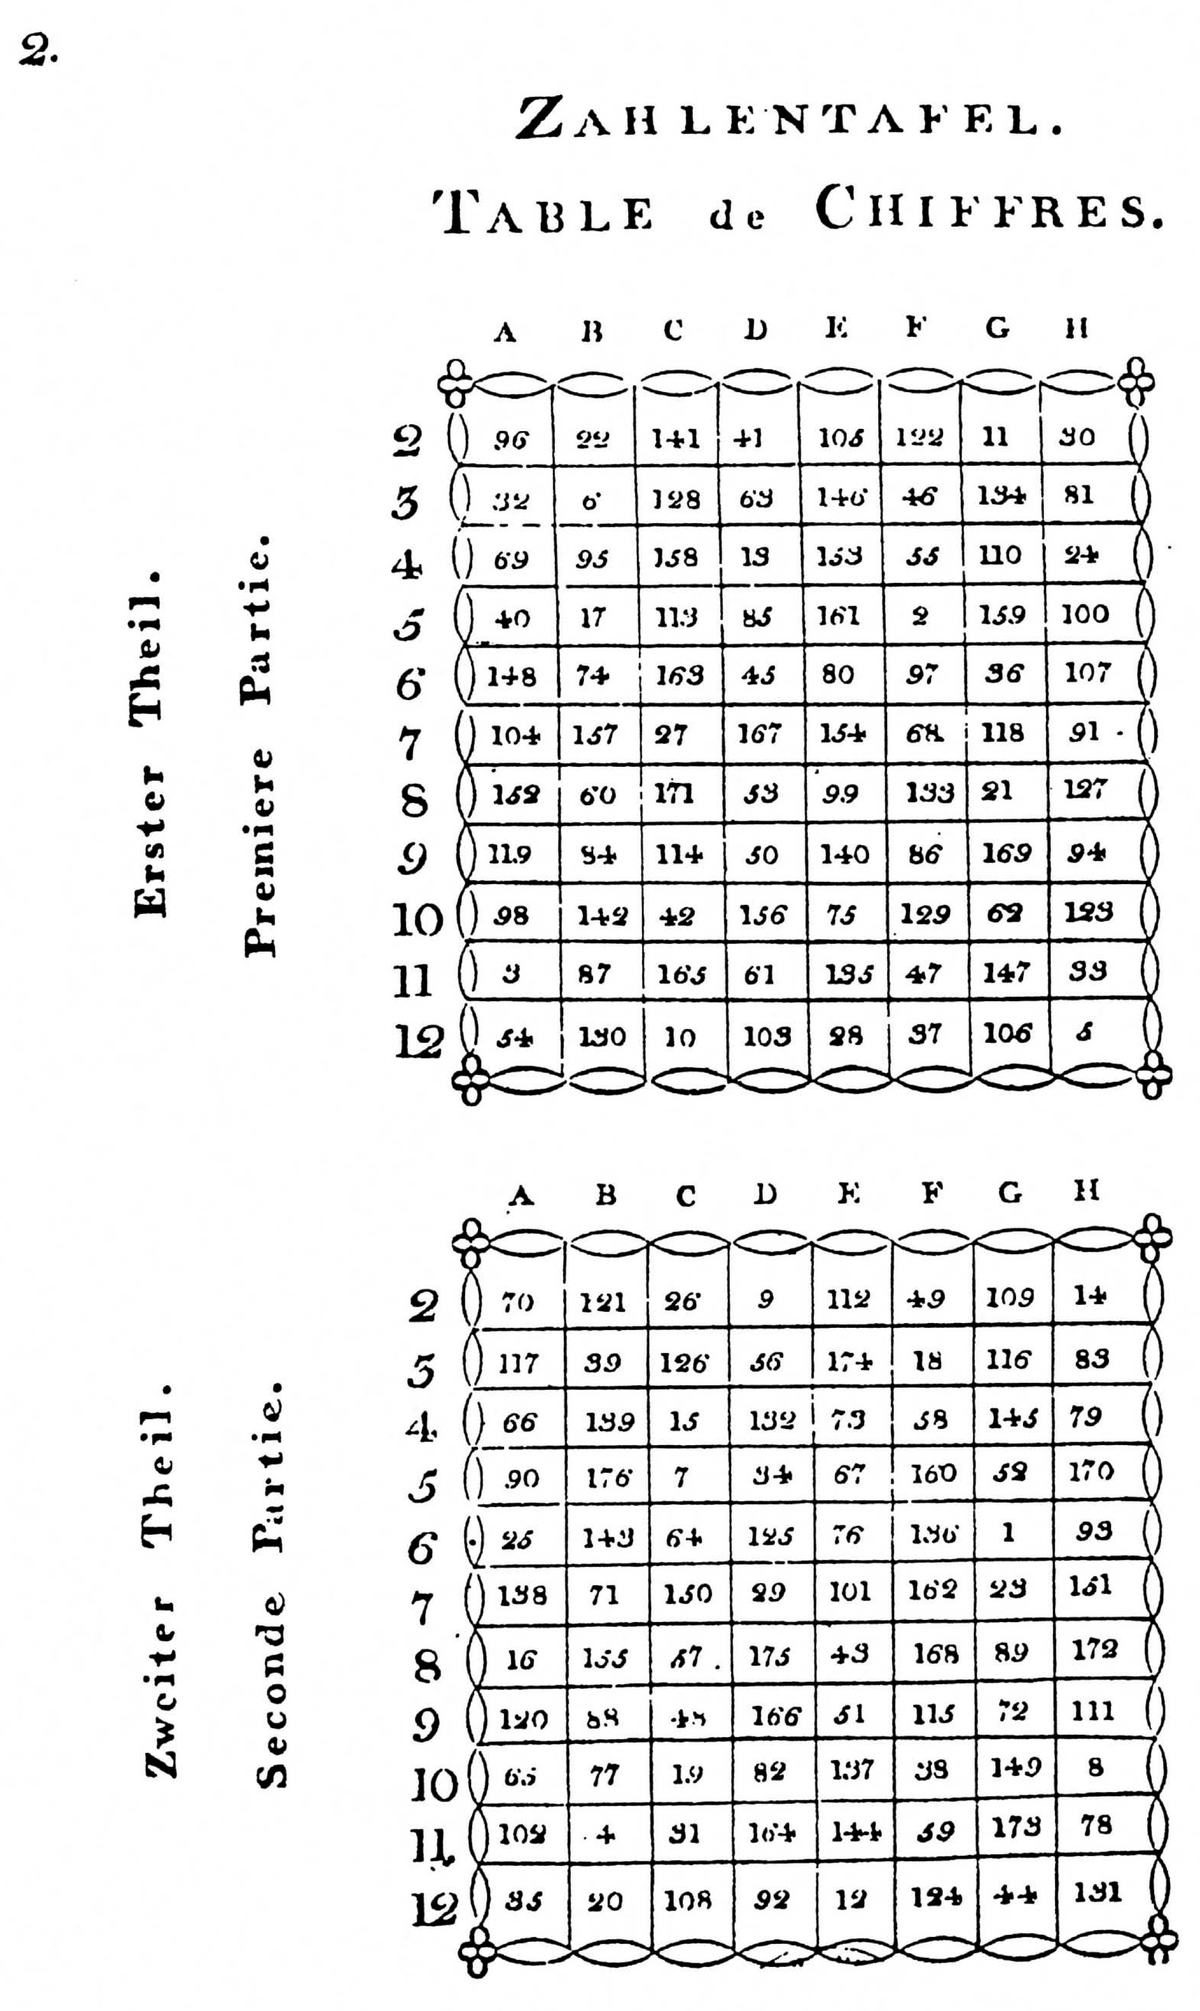 2.
ZAHLENTAFEL.
TABLE de CHIFFRES.
Erster Theil.
Premiere Partie.
A B C D E F G H
2 96 22 141 41 105 122 11 30
3 32 6 128 63 146 46 134 81
4 69 95 158 13 153 55 110 24
5 40 17 113 85 161 2 159 100
6 148 74 163 45 80 97 36 107
7 104 157 27 167 154 68 118 91
8 152 60 171 53 99 133 21 127
9 119 84 114 50 140 86 169 94
10 98 142 42 156 75 129 62 123
11 3 87 165 61 135 47 147 33
12 54 130 10 103 28 37 106 5
Zweiter Theil.
Seconde Partie.
A B C D E F G H
2 70 121 26 9 112 49 109 14
3 117 39 126 56 174 18 116 83
4 66 139 15 132 73 58 145 79
5 90 176 7 34 67 160 52 170
6 25 143 64 125 76 136 1 93
7 138 71 150 29 101 162 23 151
8 16 155 57 175 43 168 89 172
9 120 88 48 166 51 115 72 111
10 65 77 19 82 137 38 149 8
11 102 4 31 164 144 59 173 78
12 35 20 108 92 12 124 44 131